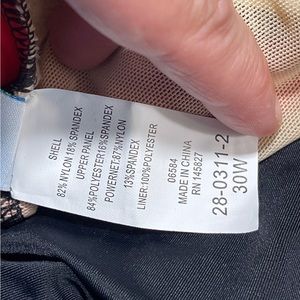 SHELL
82% NYLON 18% SPANDEX
UPPER PANEL
84%POLYESTER16%SPANDEX
POWERNET:87%NYLON
13%SPANDEX
LINER:100%POLYESTER
06584
MADE IN CHINA
RN 145827
28-0311-2
30W